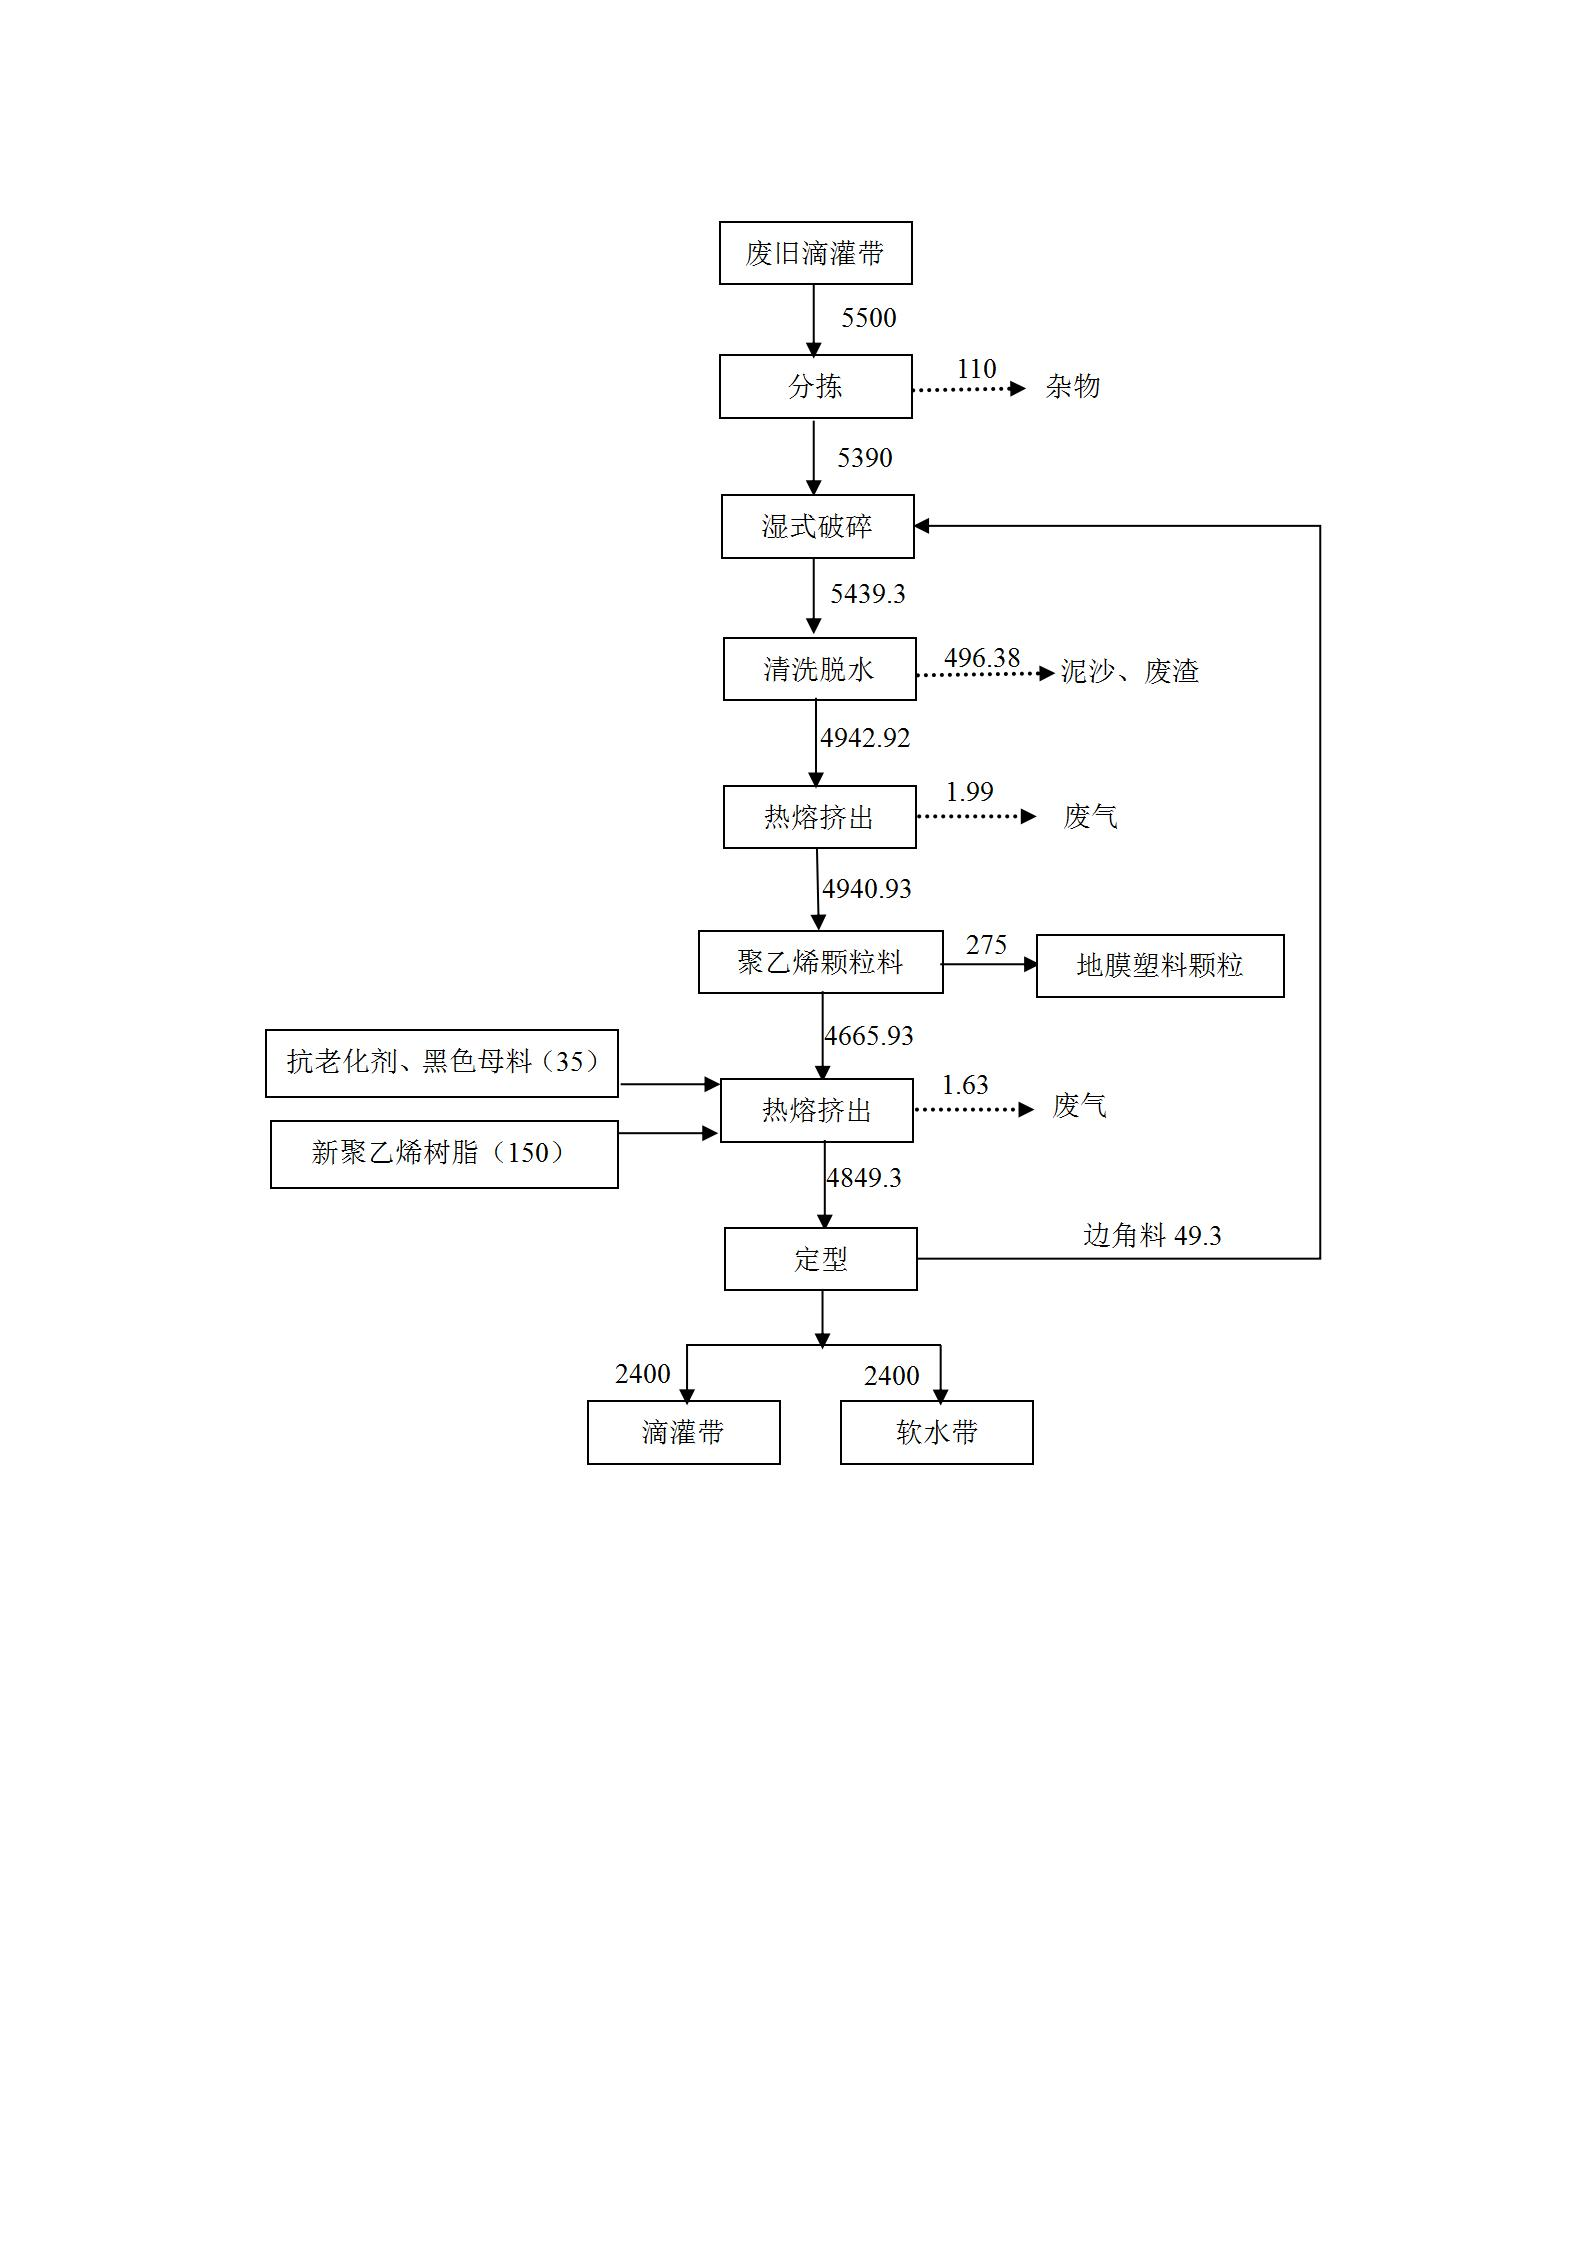 废旧滴灌带
5500
分拣
110
杂物
5390
湿式破碎
5439.3
清洗脱水
496.38
泥沙、废渣
4942.92
热熔挤出
1.99
废气
4940.93
聚乙烯颗粒料
275
地膜塑料颗粒
4665.93
抗老化剂、黑色母料（35）
热熔挤出
1.63
废气
新聚乙烯树脂（150）
4849.3
定型
边角料 49.3
2400
2400
滴灌带
软水带